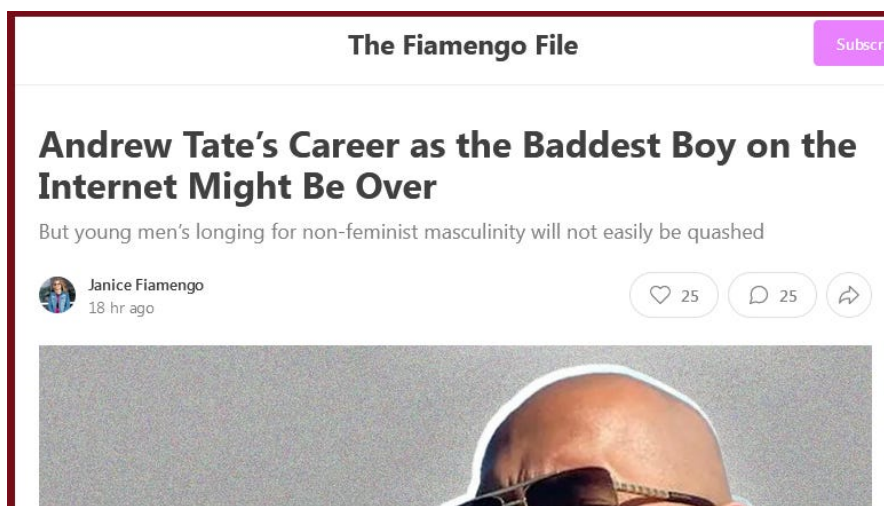 The Fiamengo File
Andrew Tate’s Career as the Baddest Boy on the
Internet Might Be Over
But young men’s longing for non-feminist masculinity will not easily be quashed
Janice Fiamengo
18 hr ago
25
25